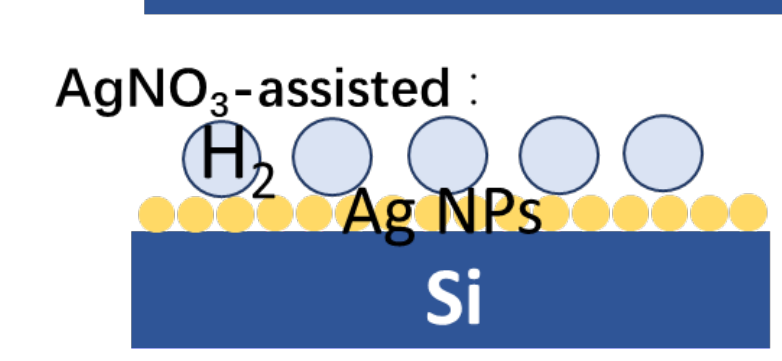 AgNO₃-assisted：
H₂
Ag NPs
Si